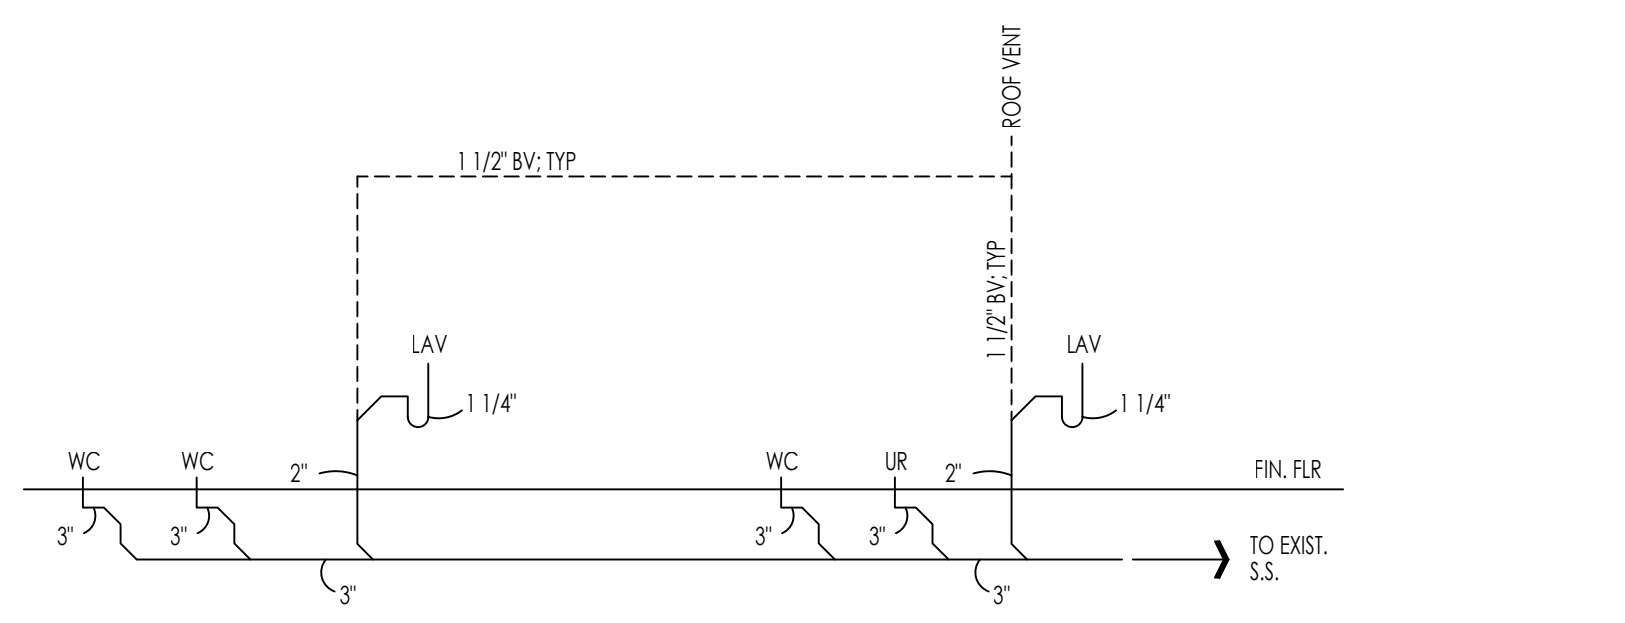 ROOF VENT
1 1/2" BV; TYP
1 1/2" BV; TYP
LAV
LAV
1 1/4"
1 1/4"
WC
WC
2"
WC
UR
2"
FIN. FLR
3"
3"
3"
3"
TO EXIST.
S.S.
3"
3"